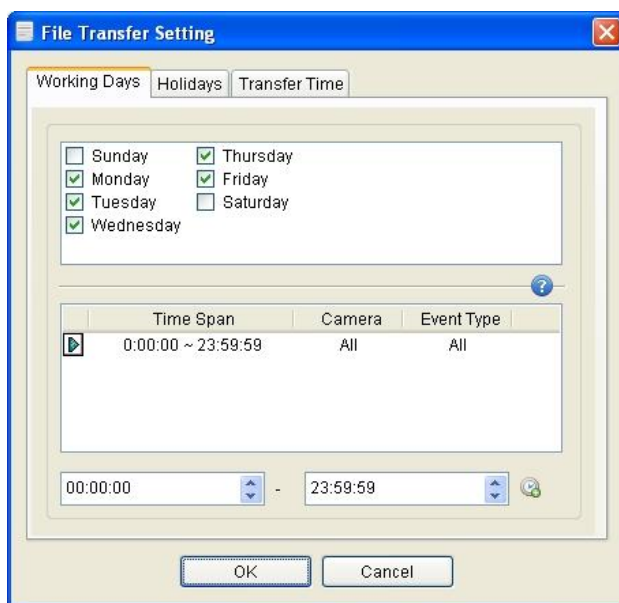 File Transfer Setting
Working Days Holidays Transfer Time
Sunday Thursday
Monday Friday
Tuesday Saturday
Wednesday
?
Time Span Camera Event Type
0:00:00 ~ 23:59:59 All All
00:00:00 - 23:59:59
OK Cancel